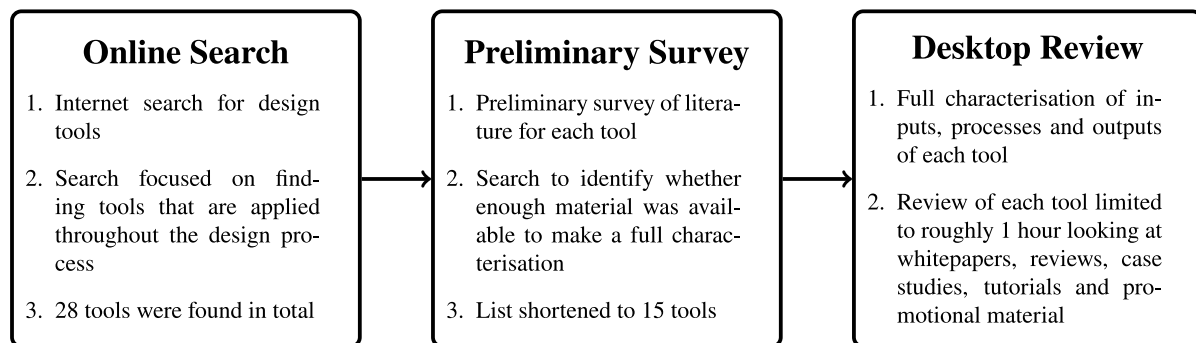 Online Search
1. Internet search for design
tools
2. Search focused on find-
ing tools that are applied
throughout the design pro-
cess
3. 28 tools were found in total
Preliminary Survey
1. Preliminary survey of litera-
ture for each tool
2. Search to identify whether
enough material was avail-
able to make a full charac-
terisation
3. List shortened to 15 tools
Desktop Review
1. Full characterisation of in-
puts, processes and outputs
of each tool
2. Review of each tool limited
to roughly 1 hour looking at
whitepapers, reviews, case
studies, tutorials and pro-
motional material